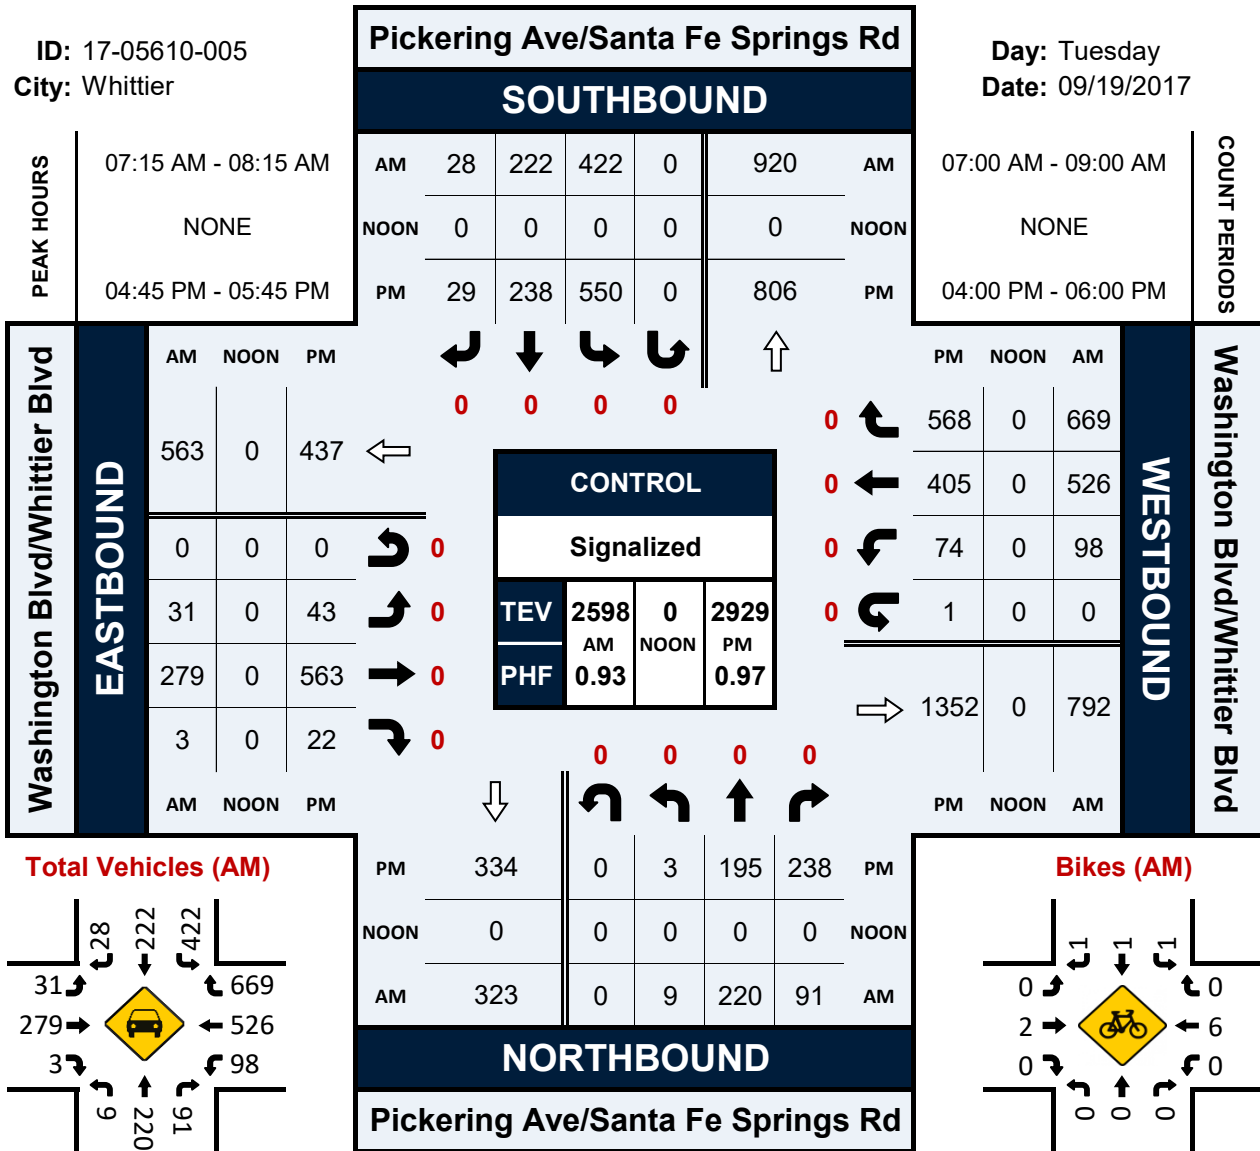 Pickering Ave/Santa Fe Springs Rd
ID: 17-05610-005
City: Whittier
Day: Tuesday
Date: 09/19/2017
SOUTHBOUND
PEAK HOURS
07:15 AM - 08:15 AM
NONE
04:45 PM - 05:45 PM
AM 28 222 422 0 920 AM
NOON 0 0 0 0 0 NOON
PM 29 238 550 0 806 PM
07:00 AM - 09:00 AM
NONE
04:00 PM - 06:00 PM
COUNT PERIODS
0 0 0 0
Washington Blvd/Whittier Blvd
EASTBOUND
AM NOON PM
563 0 437
0 0 0 0
31 0 43 0
279 0 563 0
3 0 22 0
AM NOON PM
CONTROL
Signalized
TEV 2598 0 2929
AM NOON PM
PHF 0.93 0.97
PM NOON AM
0 568 0 669
0 405 0 526
0 74 0 98
0 1 0 0
1352 0 792
PM NOON AM
WESTBOUND
Washington Blvd/Whittier Blvd
0 0 0 0
PM 334 0 3 195 238 PM
NOON 0 0 0 0 0 NOON
AM 323 0 9 220 91 AM
NORTHBOUND
Pickering Ave/Santa Fe Springs Rd
Total Vehicles (AM)
28 222 422
31 669
279 526
3 98
9 220 91
Bikes (AM)
1 1 1
0 0
2 6
0 0
0 0 0